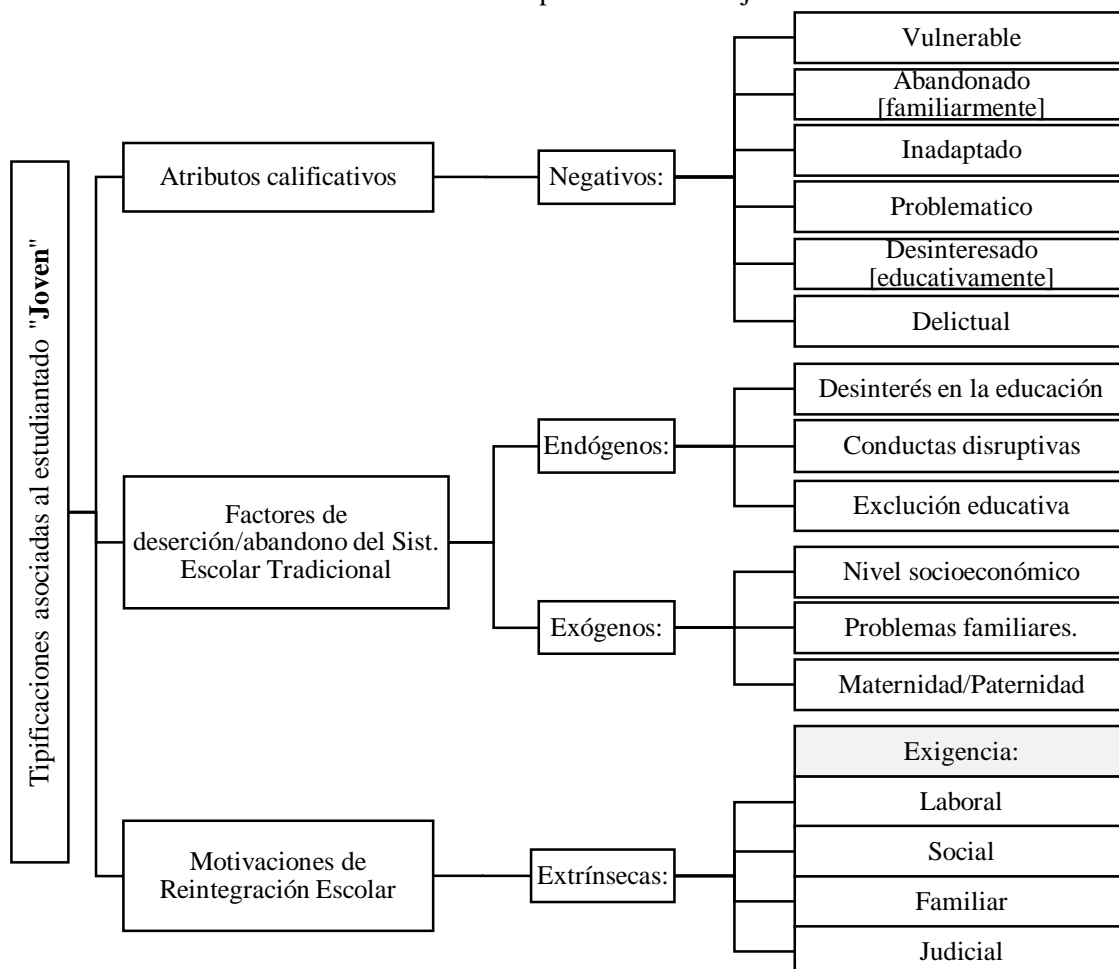 Tipificaciones asociadas al estudiantado "Joven"
Atributos calificativos
Negativos:
Vulnerable
Abandonado
[familiarmente]
Inadaptado
Problematico
Desinteresado
[educativamente]
Delictual
Factores de
deserción/abandono del Sist.
Escolar Tradicional
Endógenos:
Desinterés en la educación
Conductas disruptivas
Exclución educativa
Exógenos:
Nivel socioeconómico
Problemas familiares.
Maternidad/Paternidad
Motivaciones de
Reintegración Escolar
Extrínsecas:
Exigencia:
Laboral
Social
Familiar
Judicial